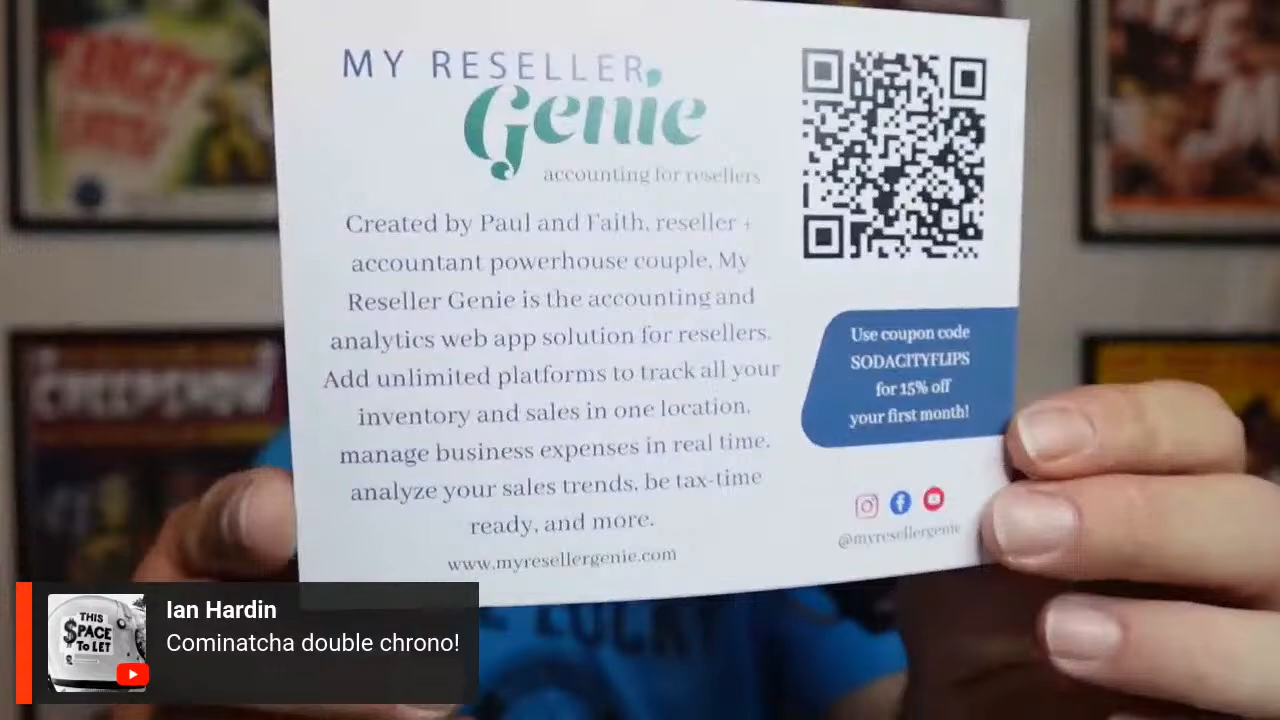 MY RESELLER
Genie
accounting for resellers
Created by Paul and Faith, reseller +
accountant powerhouse couple, My
Reseller Genie is the accounting and
analytics web app solution for resellers.
Add unlimited platforms to track all your
inventory and sales in one location,
manage business expenses in real time,
analyze your sales trends, be tax-time
ready, and more.
www.myresellergenie.com
Use coupon code
SODACITYFLIPS
for 15% off
your first month!
@myresellergenie
CREEPSHOW
LUCKY
THIS
$PACE
TO LET
Ian Hardin
Cominatcha double chrono!